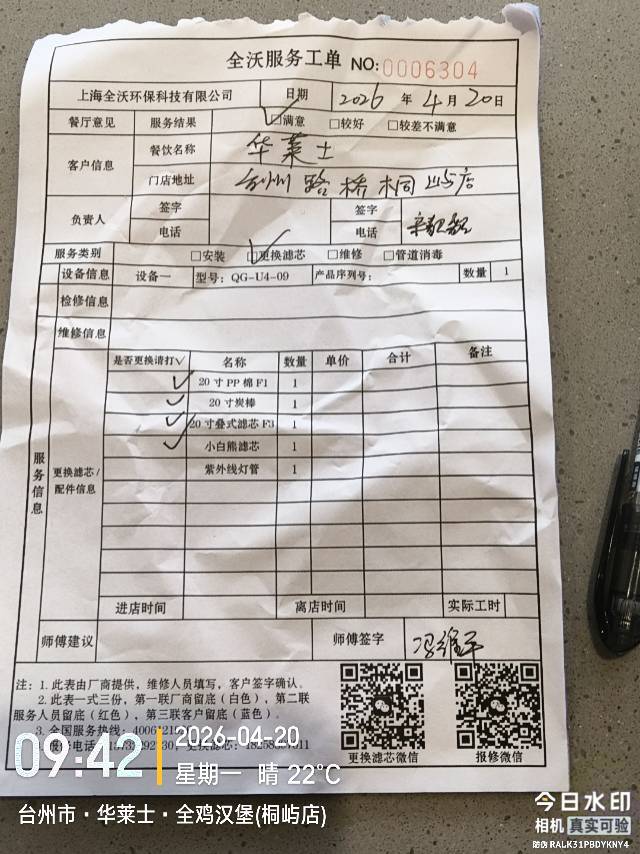 全沃服务工单 NO:0006304
上海全沃环保科技有限公司 日期 2026 年 4 月 20 日
餐厅意见 服务结果 ☑满意 □较好 □较差不满意
客户信息 餐饮名称 华莱士
门店地址 台州 路桥 桐屿店
负责人 签字 签字
电话 电话
服务类别 □安装 ☑更换滤芯 □维修 □管道消毒
设备信息 设备一 型号: QG-U4-09 产品序列号: 数量 1
检修信息
维修信息
服务信息
更换滤芯/配件信息
是否更换请打√ 名称 数量 单价 合计 备注
√ 20 寸 PP 棉 F1 1
√ 20 寸炭棒 1
√ 20 寸叠式滤芯 F3 1
√ 小白熊滤芯 1
紫外线灯管 1
进店时间 离店时间 实际工时
师傅建议 师傅签字
注: 1. 此表由厂商提供, 维修人员填写, 客户签字确认。
2. 此表一式三份, 第一联厂商留底 (白色), 第二联
服务人员留底 (红色), 第三联客户留底 (蓝色)。
3. 全国服务热线:
更换滤芯微信 报修微信
09:42
2026-04-20
星期一 晴 22℃
台州市·华莱士·全鸡汉堡(桐屿店)
今日水印
相机 真实可验
防伪 RALK31PBDYKNY4